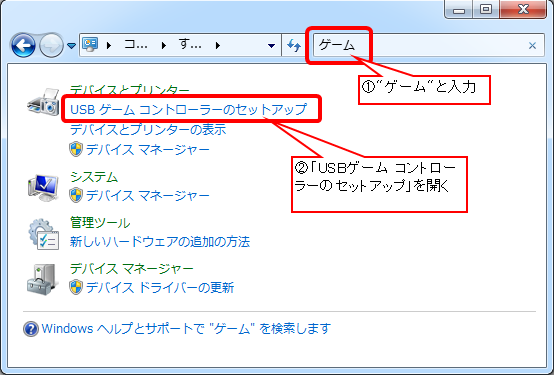 コ... す... ゲーム
①“ゲーム“と入力
デバイスとプリンター
USB ゲーム コントローラーのセットアップ
デバイスとプリンターの表示
デバイス マネージャー
②「USBゲーム コントロー
ラーの セットアップ」を開く
システム
デバイス マネージャー
管理ツール
新しいハードウェアの追加の方法
デバイス マネージャー
デバイス ドライバーの更新
Windows ヘルプとサポートで "ゲーム" を検索します